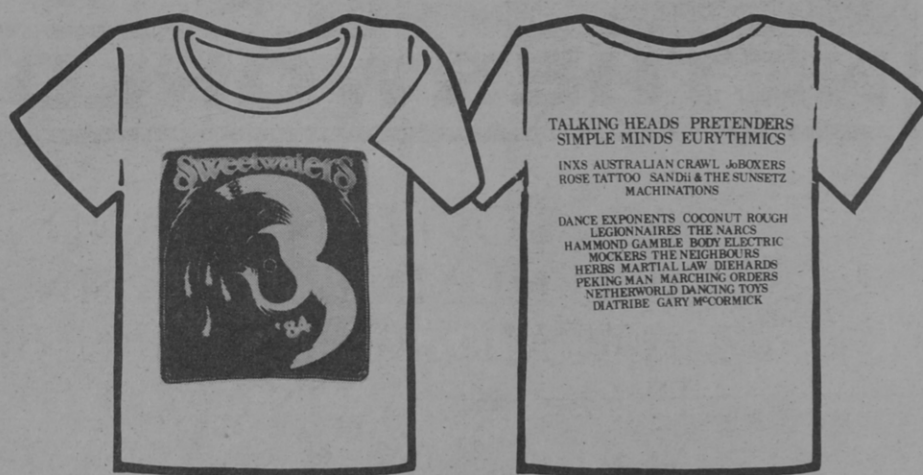 Sweetwaters
'84
TALKING HEADS PRETENDERS
SIMPLE MINDS EURYTHMICS
INXS AUSTRALIAN CRAWL JoBOXERS
ROSE TATTOO SANDii & THE SUNSETZ
MACHINATIONS
DANCE EXPONENTS COCONUT ROUGH
LEGIONNAIRES THE NARCS
HAMMOND GAMBLE BODY ELECTRIC
MOCKERS THE NEIGHBOURS
HERBS MARTIAL LAW DIEHARDS
PEKING MAN MARCHING ORDERS
NETHERWORLD DANCING TOYS
DIATRIBE GARY McCORMICK